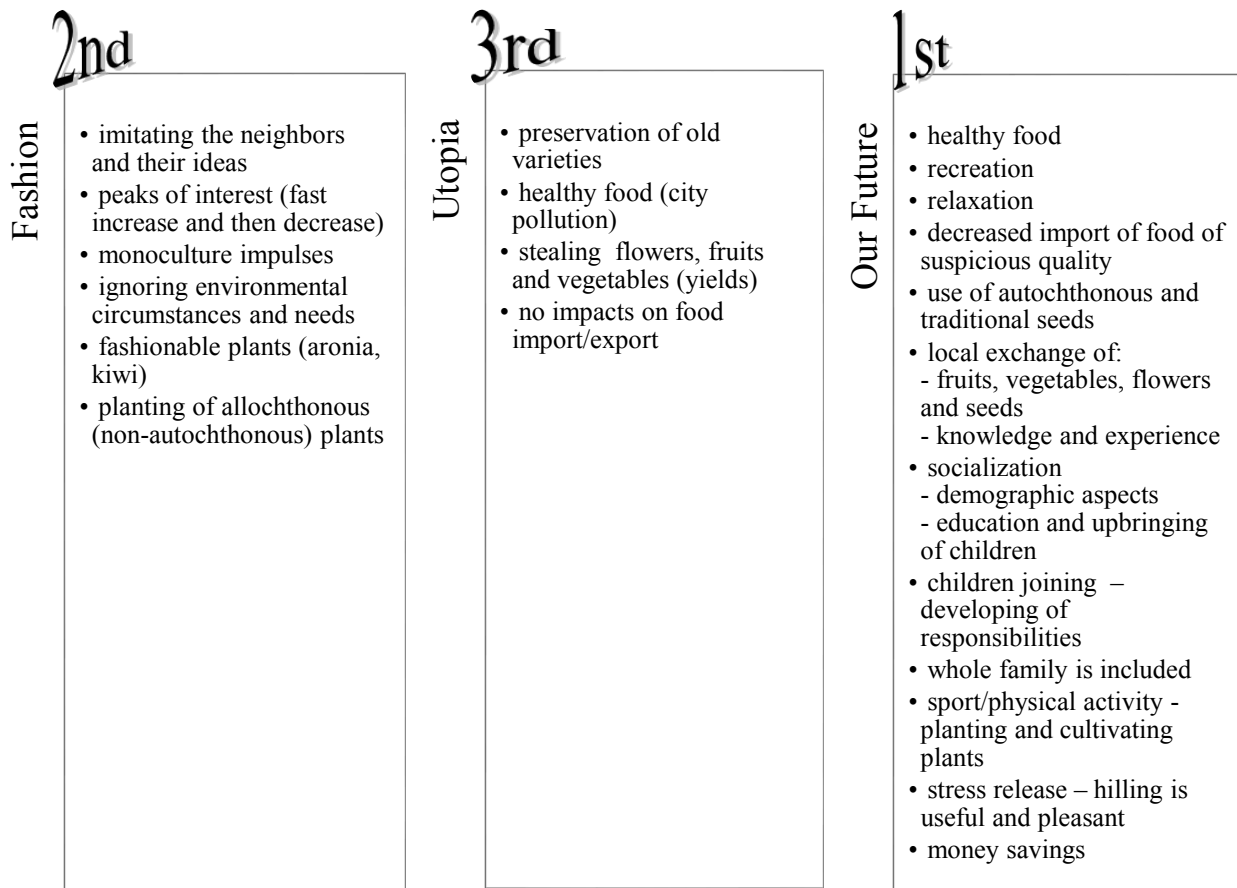 2nd
Fashion
• imitating the neighbors
and their ideas
• peaks of interest (fast
increase and then decrease)
• monoculture impulses
• ignoring environmental
circumstances and needs
• fashionable plants (aronia,
kiwi)
• planting of allochthonous
(non-autochthonous) plants
3rd
Utopia
• preservation of old
varieties
• healthy food (city
pollution)
• stealing flowers, fruits
and vegetables (yields)
• no impacts on food
import/export
1st
Our Future
• healthy food
• recreation
• relaxation
• decreased import of food of
suspicious quality
• use of autochthonous and
traditional seeds
• local exchange of:
- fruits, vegetables, flowers
and seeds
- knowledge and experience
• socialization
- demographic aspects
- education and upbringing
of children
• children joining –
developing of
responsibilities
• whole family is included
• sport/physical activity -
planting and cultivating
plants
• stress release – hilling is
useful and pleasant
• money savings